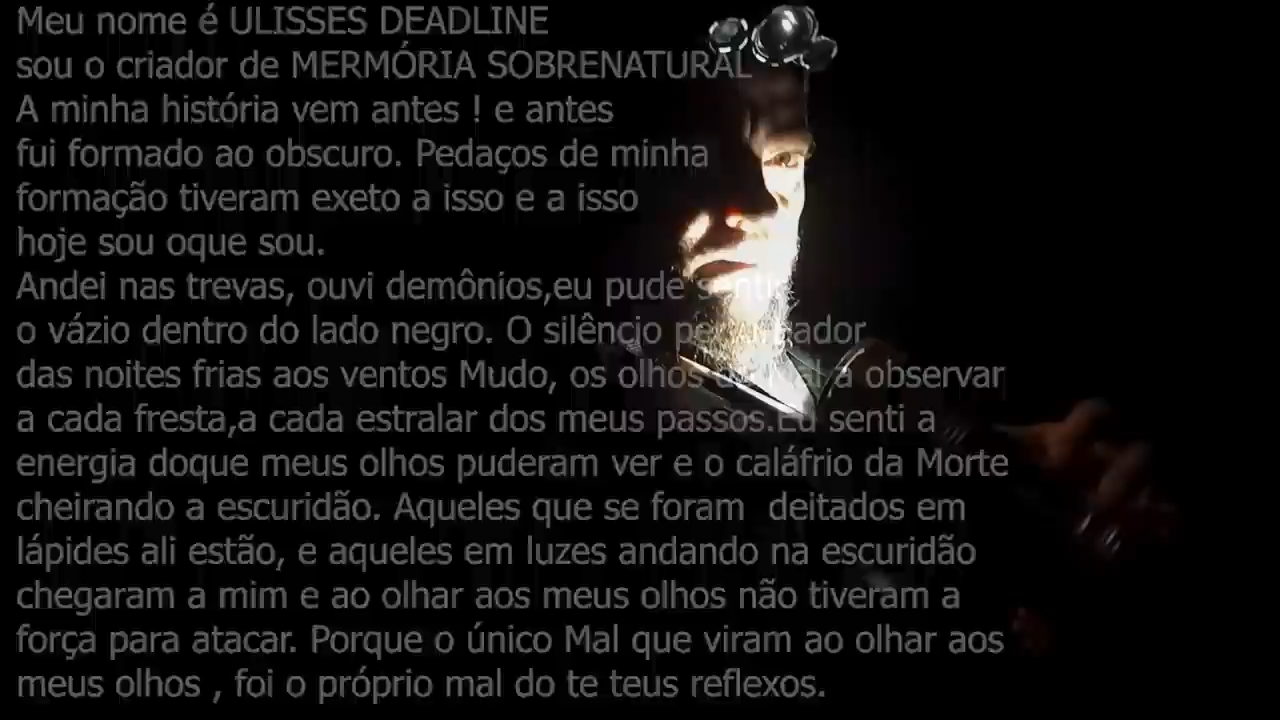 Meu nome é ULISSES DEADLINE
sou o criador de MERMÓRIA SOBRENATURAL
A minha história vem antes ! e antes
fui formado ao obscuro. Pedaços de minha
formação tiveram exeto a isso e a isso
hoje sou oque sou.
Andei nas trevas, ouvi demônios,eu pude sentir
o vázio dentro do lado negro. O silêncio
das noites frias aos ventos Mudo, os olhos do mal a observar
a cada fresta,a cada estralar dos meus passos.Eu senti a
energia doque meus olhos puderam ver e o caláfrio da Morte
cheirando a escuridão. Aqueles que se foram  deitados em
lápides ali estão, e aqueles em luzes andando na escuridão
chegaram a mim e ao olhar aos meus olhos não tiveram a
força para atacar. Porque o único Mal que viram ao olhar aos
meus olhos , foi o próprio mal do te teus reflexos.